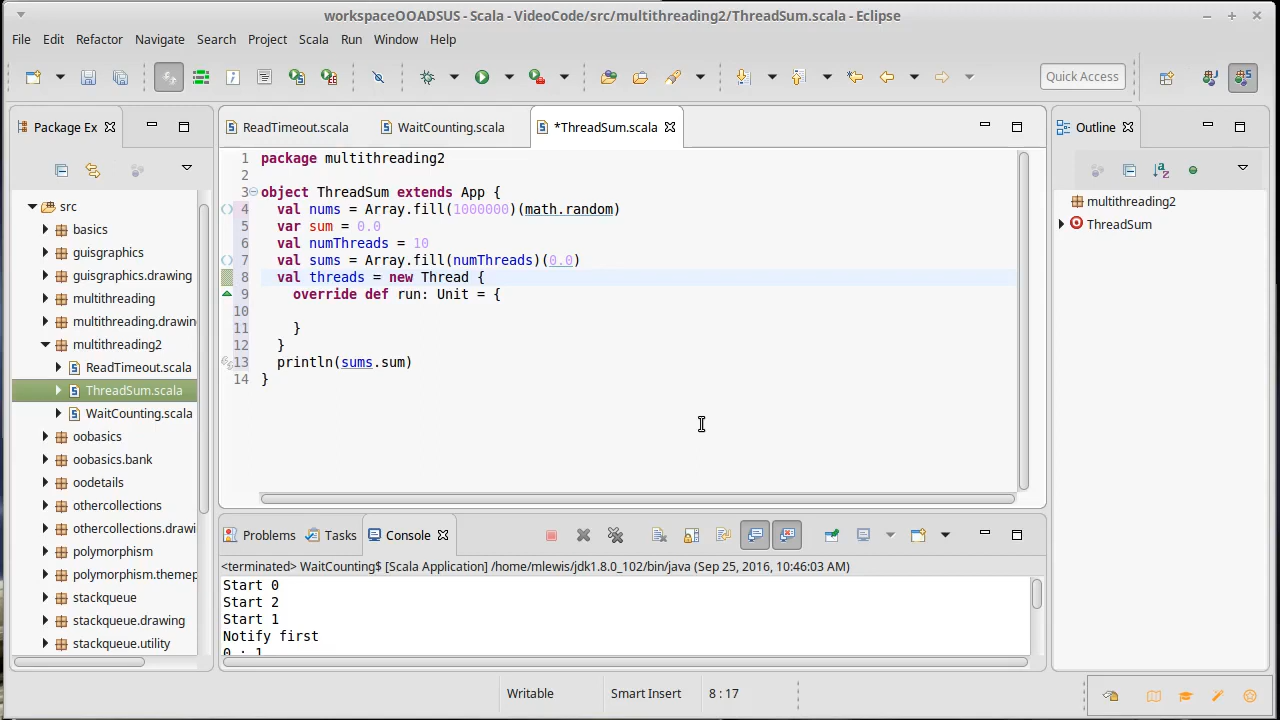 workspaceOOADSUS - Scala - VideoCode/src/multithreading2/ThreadSum.scala - Eclipse
File Edit Refactor Navigate Search Project Scala Run Window Help
Quick Access
Package Ex
ReadTimeout.scala WaitCounting.scala *ThreadSum.scala
Outline
src
basics
guisgraphics
guisgraphics.drawing
multithreading
multithreading.drawin
multithreading2
ReadTimeout.scala
ThreadSum.scala
WaitCounting.scala
oobasics
oobasics.bank
oodetails
othercollections
othercollections.drawi
polymorphism
polymorphism.themep
stackqueue
stackqueue.drawing
stackqueue.utility
1 package multithreading2
2
3 object ThreadSum extends App {
4 val nums = Array.fill(1000000)(math.random)
5 var sum = 0.0
6 val numThreads = 10
7 val sums = Array.fill(numThreads)(0.0)
8 val threads = new Thread {
9 override def run: Unit = {
10
11 }
12 }
13 println(sums.sum)
14 }
multithreading2
ThreadSum
Problems Tasks Console
<terminated> WaitCounting$ [Scala Application] /home/mlewis/jdk1.8.0_102/bin/java (Sep 25, 2016, 10:46:03 AM)
Start 0
Start 2
Start 1
Notify first
0 : 1
Writable Smart Insert 8 : 17